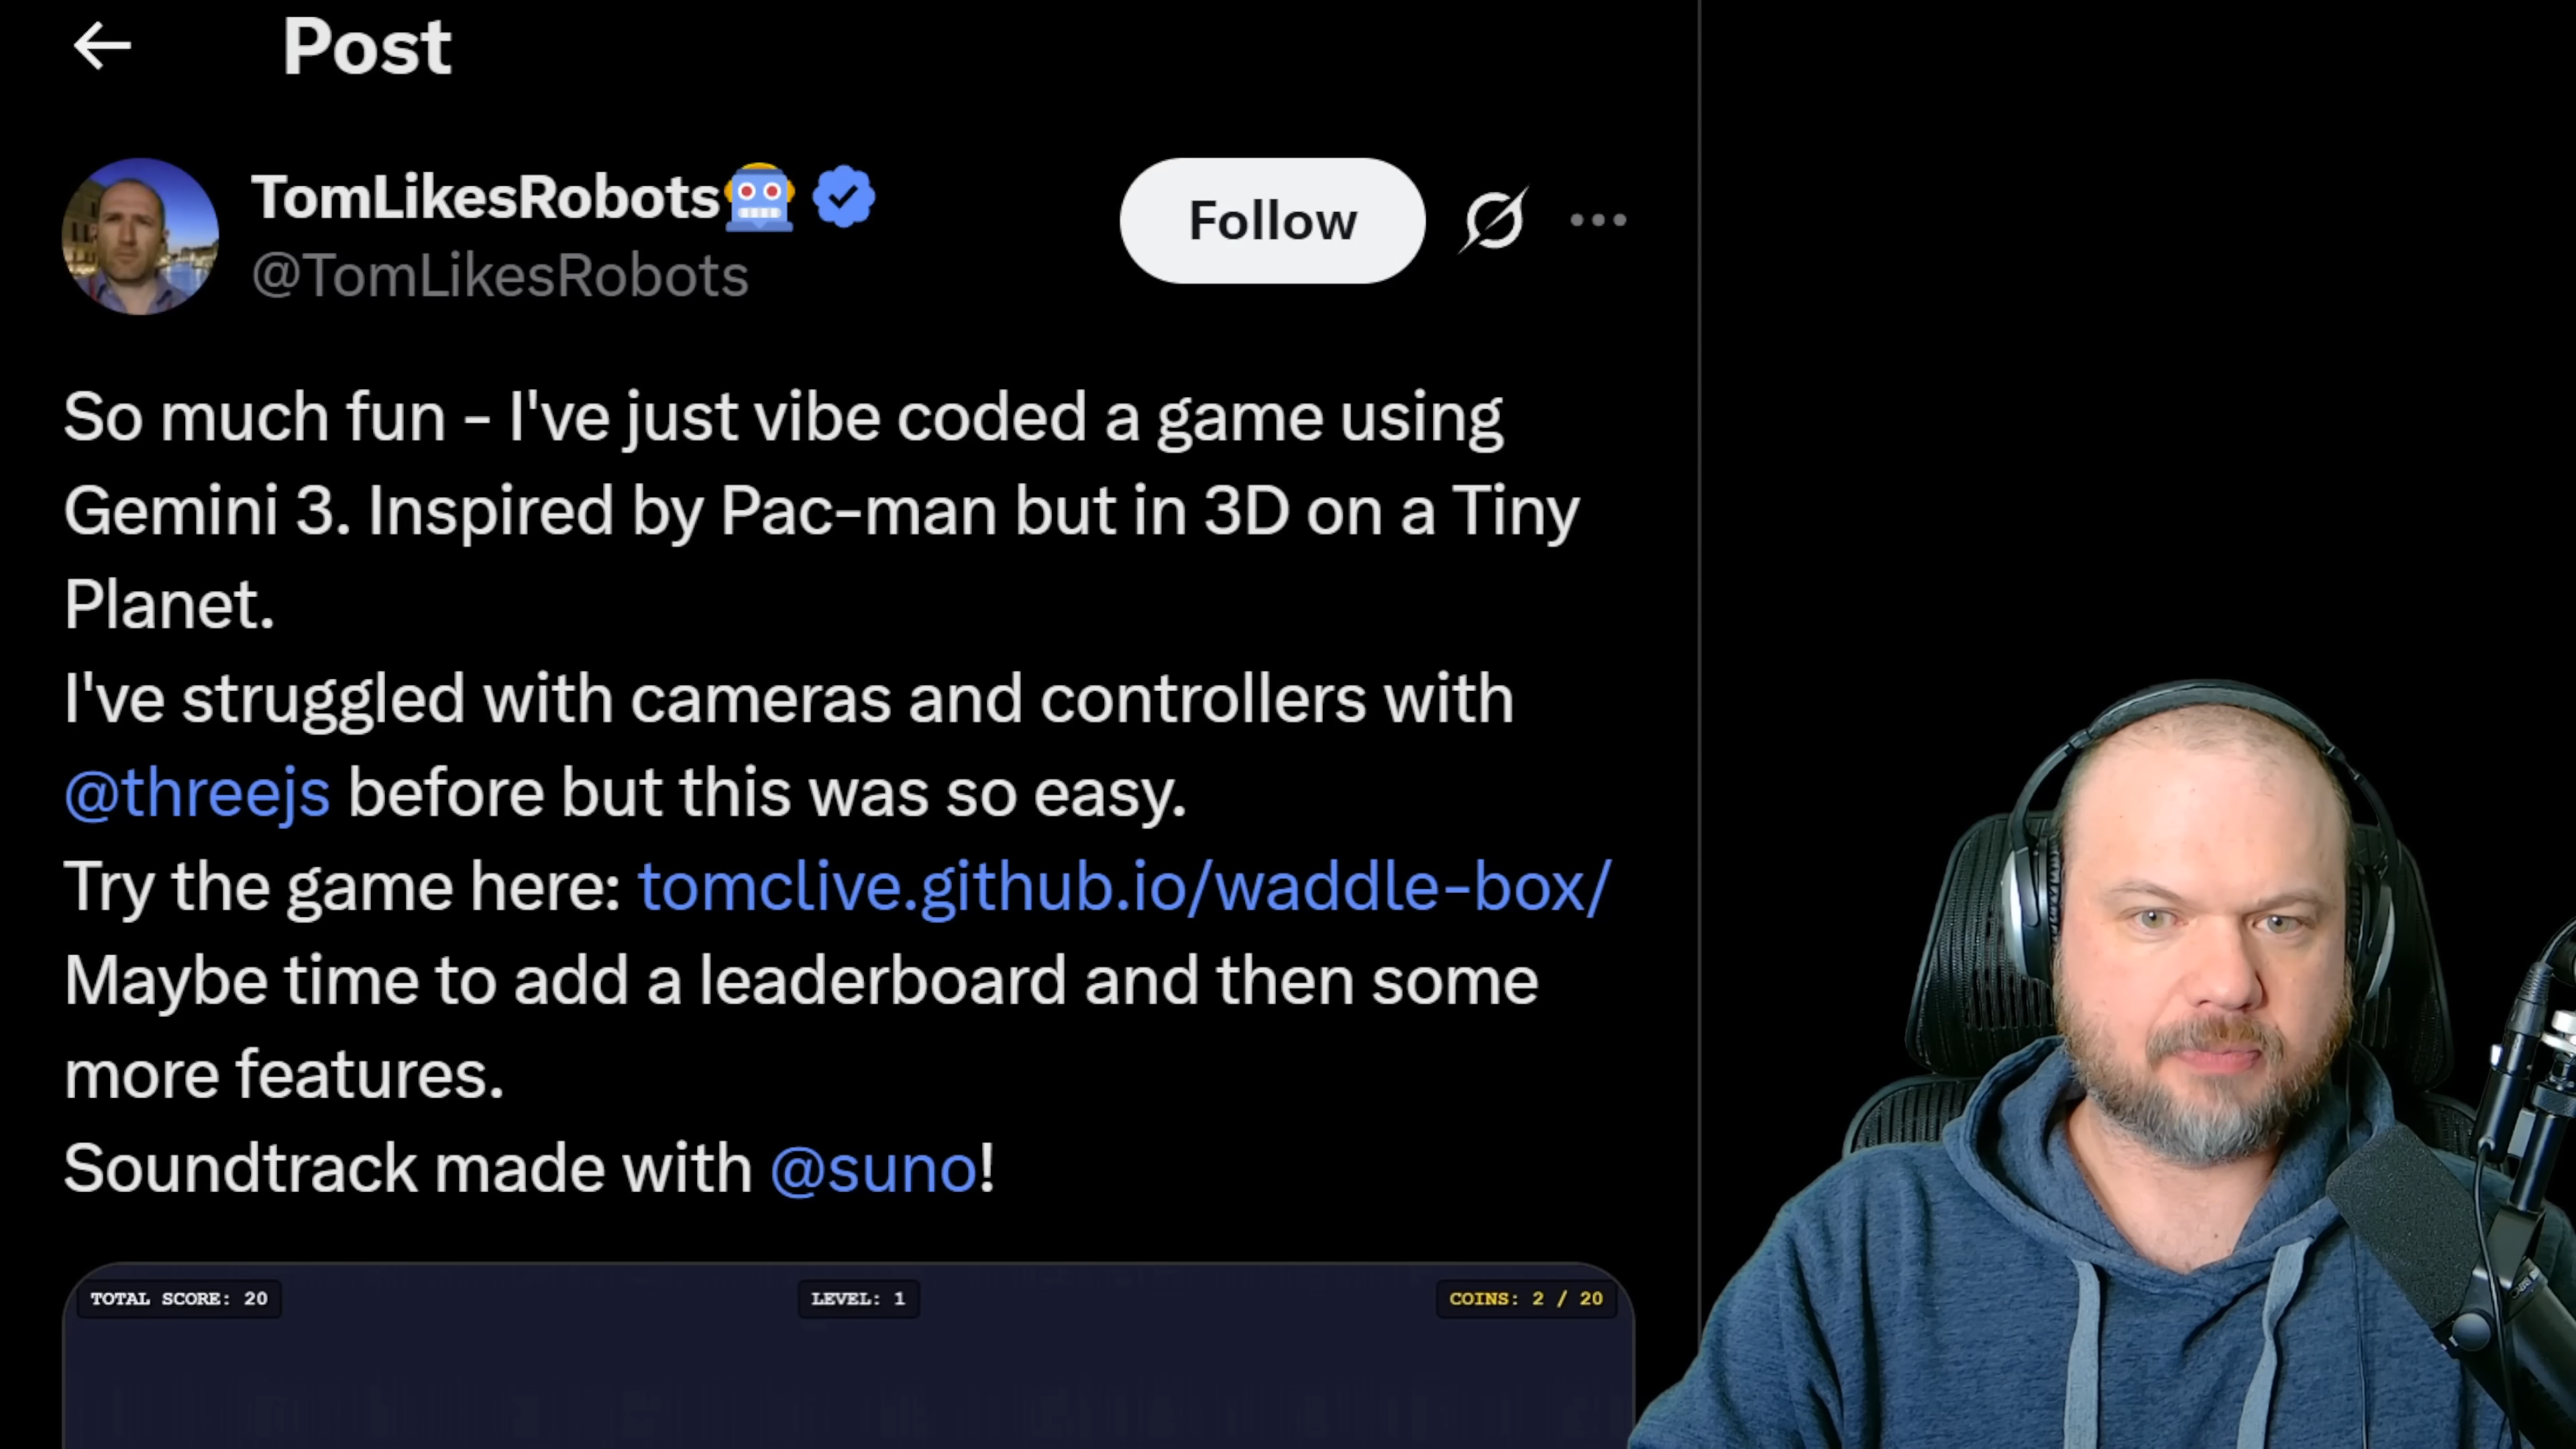 Post
TomLikesRobots🤖
@TomLikesRobots
Follow
So much fun - I've just vibe coded a game using
Gemini 3. Inspired by Pac-man but in 3D on a Tiny
Planet.
I've struggled with cameras and controllers with
@threejs before but this was so easy.
Try the game here: tomclive.github.io/waddle-box/
Maybe time to add a leaderboard and then some
more features.
Soundtrack made with @suno!
TOTAL SCORE: 20
LEVEL: 1
COINS: 2 / 20